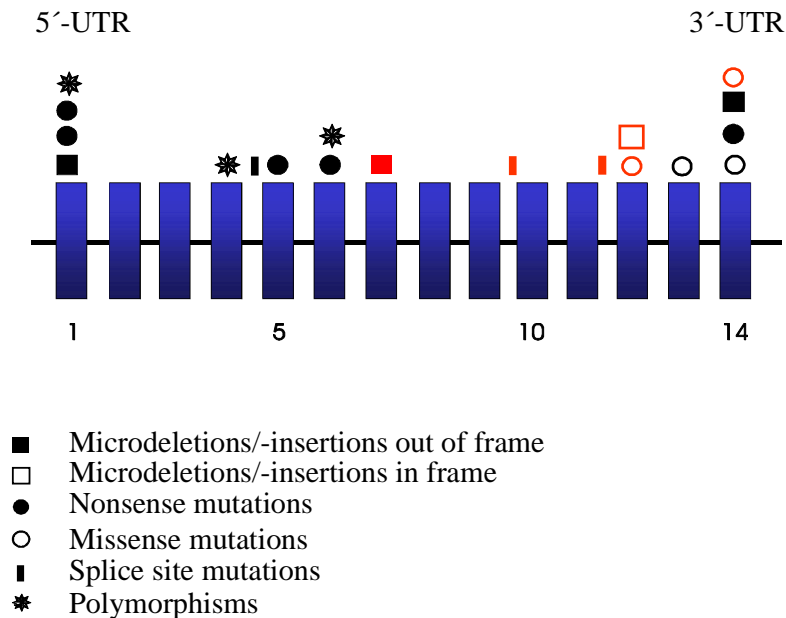 5´-UTR 3´-UTR
1 5 10 14
Microdeletions/-insertions out of frame
Microdeletions/-insertions in frame
Nonsense mutations
Missense mutations
Splice site mutations
Polymorphisms